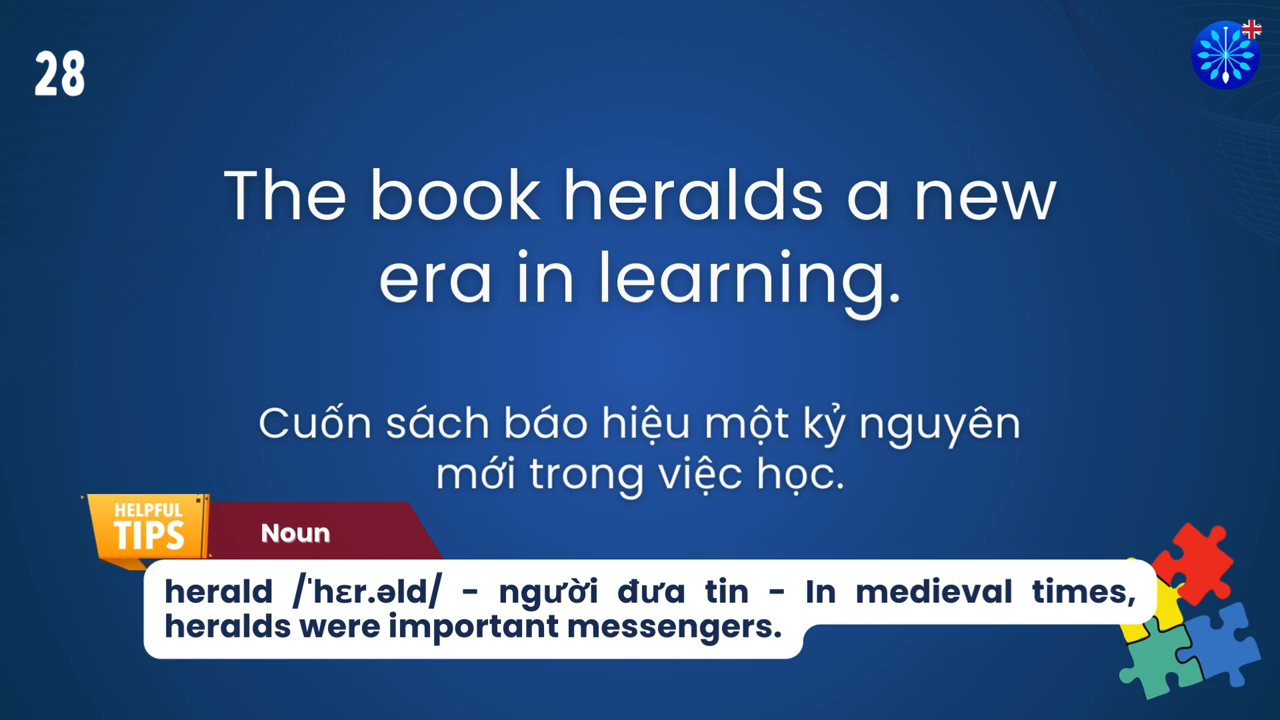 28
The book heralds a new
era in learning.
Cuốn sách báo hiệu một kỷ nguyên
mới trong việc học.
HELPFUL
TIPS
Noun
herald /ˈhɛr.əld/ - người đưa tin - In medieval times,
heralds were important messengers.